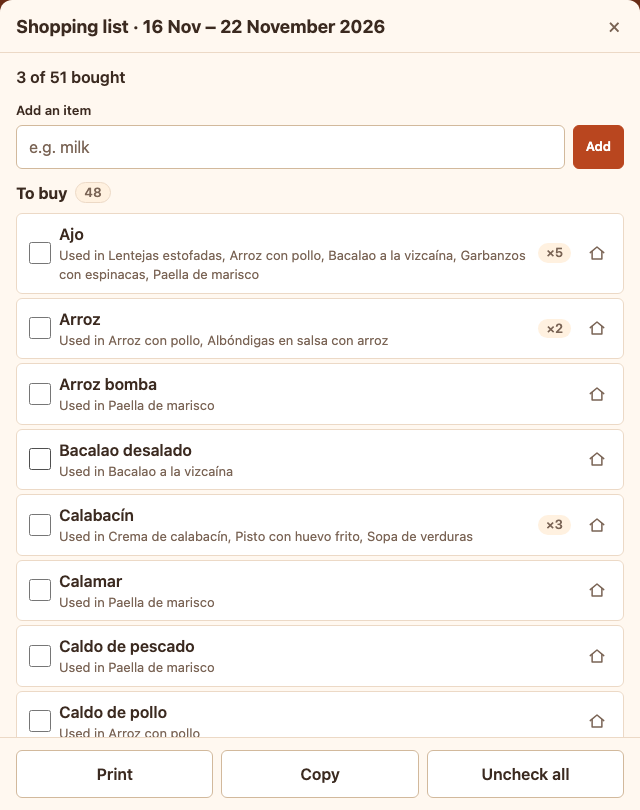 Shopping list · 16 Nov – 22 November 2026
×
3 of 51 bought
Add an item
e.g. milk
Add
To buy 48
Ajo
Used in Lentejas estofadas, Arroz con pollo, Bacalao a la vizcaína, Garbanzos
con espinacas, Paella de marisco
×5
Arroz
Used in Arroz con pollo, Albóndigas en salsa con arroz
×2
Arroz bomba
Used in Paella de marisco
Bacalao desalado
Used in Bacalao a la vizcaína
Calabacín
Used in Crema de calabacín, Pisto con huevo frito, Sopa de verduras
×3
Calamar
Used in Paella de marisco
Caldo de pescado
Used in Paella de marisco
Caldo de pollo
Used in Arroz con pollo
Print
Copy
Uncheck all